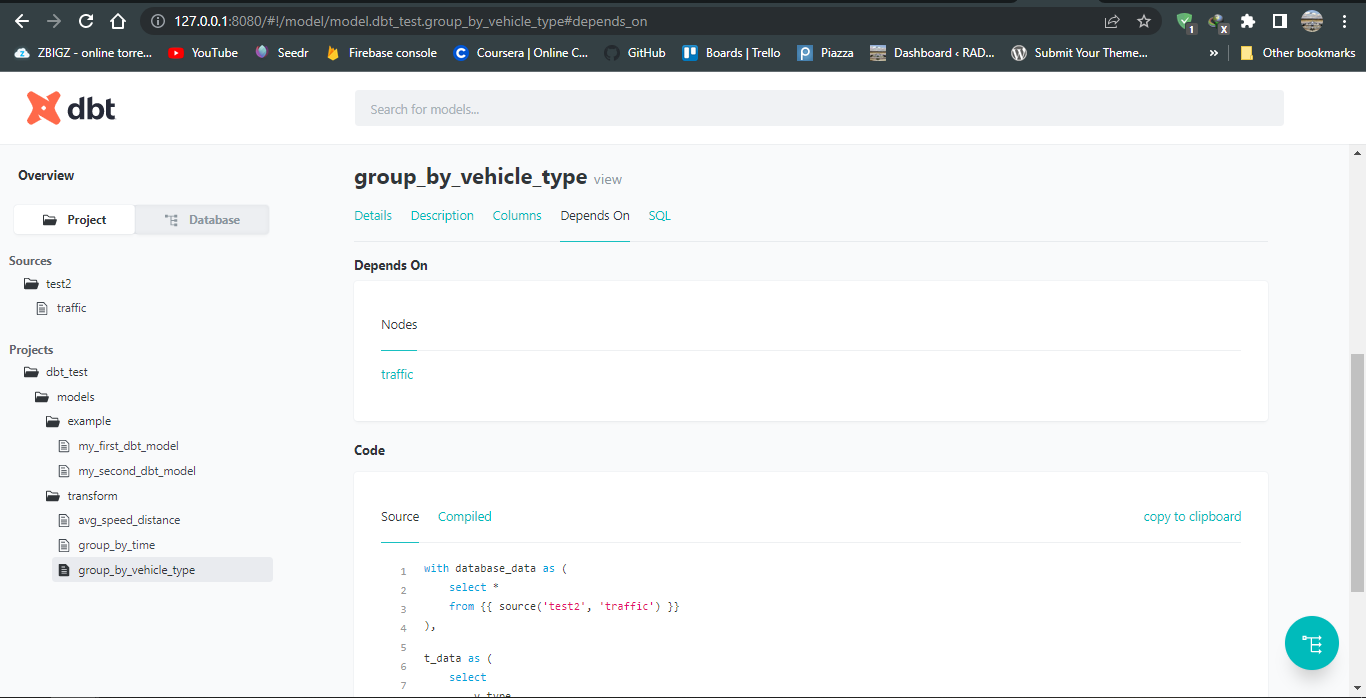 127.0.0.1:8080/#!/model/model.dbt_test.group_by_vehicle_type#depends_on
1
x
ZBIGZ - online torre...
YouTube
Seedr
Firebase console
Coursera | Online C...
GitHub
Boards | Trello
Piazza
Dashboard ‹ RAD...
Submit Your Theme...
»
Other bookmarks
dbt
Search for models...
Overview
Project
Database
Sources
test2
traffic
Projects
dbt_test
models
example
my_first_dbt_model
my_second_dbt_model
transform
avg_speed_distance
group_by_time
group_by_vehicle_type
group_by_vehicle_type view
Details Description Columns Depends On SQL
Depends On
Nodes
traffic
Code
Source Compiled copy to clipboard
1 with database_data as (
2 select *
3 from {{ source('test2', 'traffic') }}
4 ),
5
6 t_data as (
7 select
v_type